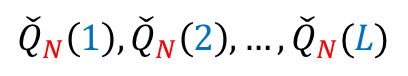 Q̌_N(1), Q̌_N(2), …, Q̌_N(L)